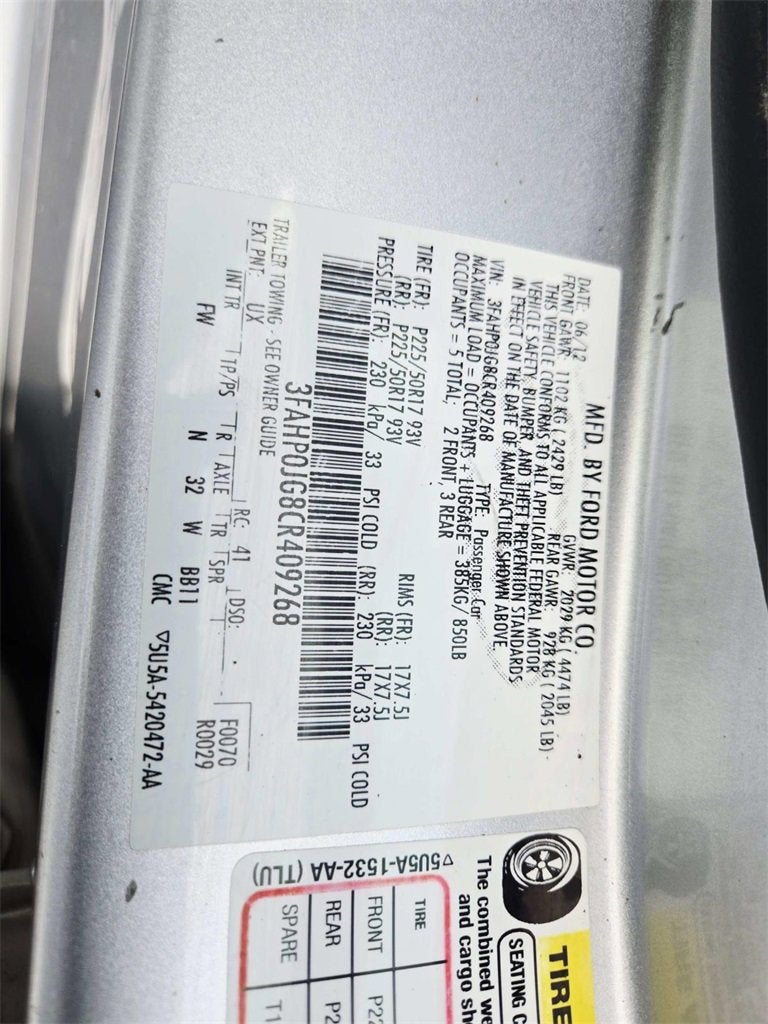 MFD. BY FORD MOTOR CO.
DATE: 06/12 GVWR: 2029 KG ( 4474 LB)
FRONT GAWR: 1102 KG ( 2429 LB) REAR GAWR: 928 KG ( 2045 LB)
THIS VEHICLE CONFORMS TO ALL APPLICABLE FEDERAL MOTOR
VEHICLE SAFETY, BUMPER, AND THEFT PREVENTION STANDARDS
IN EFFECT ON THE DATE OF MANUFACTURE SHOWN ABOVE.
VIN: 3FAHP0JG8CR409268 TYPE: Passenger Car
MAXIMUM LOAD = OCCUPANTS + LUGGAGE = 385KG/ 850LB
OCCUPANTS = 5 TOTAL, 2 FRONT, 3 REAR
TIRE (FR): P225/50R17 93V RIMS (FR): 17X7.5J
(RR): P225/50R17 93V (RR): 17X7.5J
PRESSURE (FR): 230 kPa/ 33 PSI COLD (RR): 230 kPa/ 33 PSI COLD
3FAHP0JG8CR409268
TRAILER TOWING - SEE OWNER GUIDE
EXT PNT: UX RC: 41 DSO:
F0070
INT TR TP/PS R AXLE TR SPR R0029
FW N 32 W BB11
CMC ▽5U5A-5420472-AA
TIRE
SEATING C
The combined we
and cargo sh
TIRE
FRONT P22
REAR P2
SPARE T1
▽5U5A-1532-AA (TLU)